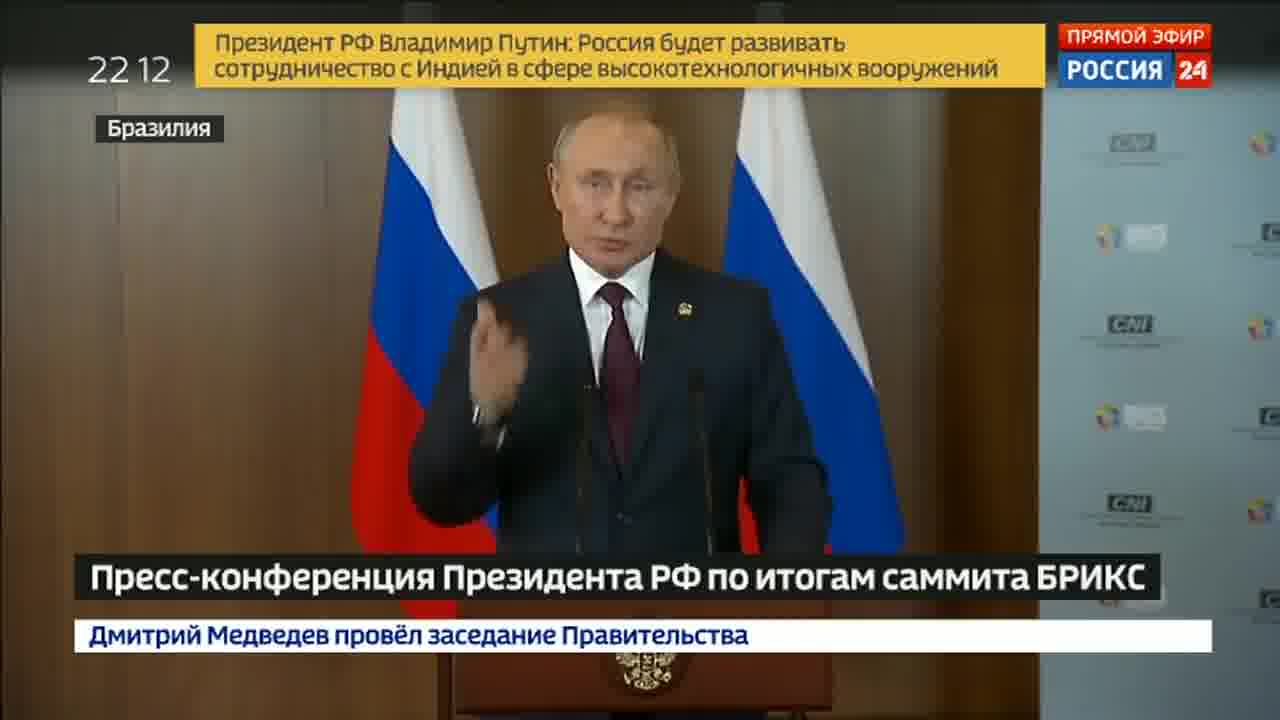 Президент РФ Владимир Путин: Россия будет развивать
сотрудничество с Индией в сфере высокотехнологичных вооружений
ПРЯМОЙ ЭФИР
22 12
РОССИЯ 24
Бразилия
CNI
CNI
CNI
Пресс-конференция Президента РФ по итогам саммита БРИКС
Дмитрий Медведев провёл заседание Правительства